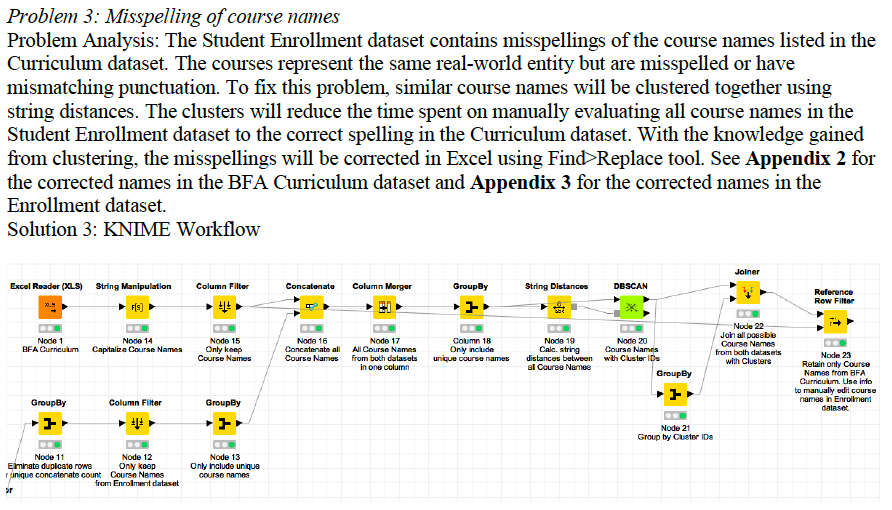 Problem 3: Misspelling of course names
Problem Analysis: The Student Enrollment dataset contains misspellings of the course names listed in the
Curriculum dataset. The courses represent the same real-world entity but are misspelled or have
mismatching punctuation. To fix this problem, similar course names will be clustered together using
string distances. The clusters will reduce the time spent on manually evaluating all course names in the
Student Enrollment dataset to the correct spelling in the Curriculum dataset. With the knowledge gained
from clustering, the misspellings will be corrected in Excel using Find>Replace tool. See Appendix 2 for
the corrected names in the BFA Curriculum dataset and Appendix 3 for the corrected names in the
Enrollment dataset.
Solution 3: KNIME Workflow
Excel Reader (XLS)
XLS
Node 1
BFA Curriculum
String Manipulation
f[S]
Node 14
Capitalize Course Names
Column Filter
Node 15
Only keep
Course Names
Concatenate
Node 16
Concatenate all
Course Names
Column Merger
Node 17
All Course Names
from both datasets
in one column
GroupBy
Column 18
Only include
unique course names
String Distances
Node 19
Calc. string
distances between
all Course Names
DBSCAN
Node 20
Course Names
with Cluster IDs
Joiner
Node 22
Join all possible
Course Names
from both datasets
with Clusters
Reference
Row Filter
Node 23
Retain only Course
Names from BFA
Curriculum. Use info
to manually edit course
names in Enrollment
dataset.
GroupBy
Node 21
Group by Cluster IDs
GroupBy
Node 11
Eliminate duplicate rows
unique concatenate count
or
Column Filter
Node 12
Only keep
Course Names
from Enrollment dataset
GroupBy
Node 13
Only include unique
course names